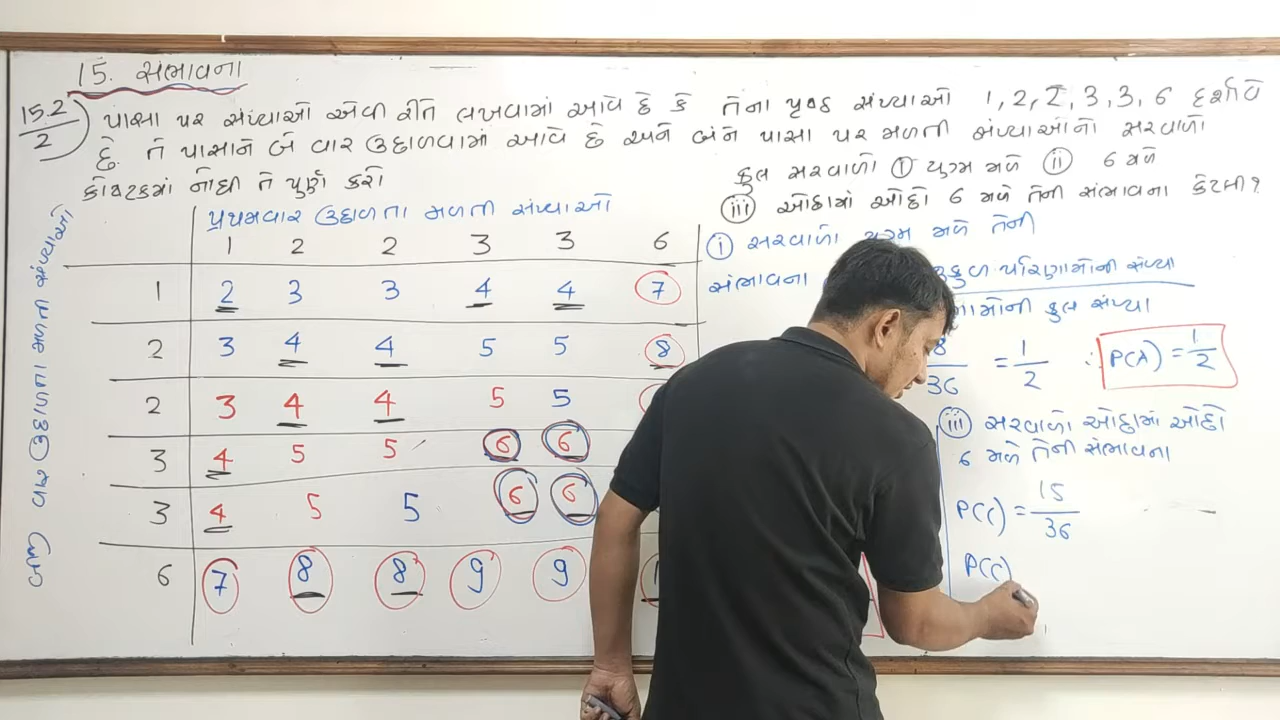 15. સંભાવના
15.2/2) પાસા પર સંખ્યાઓ એવી રીતે લખવામાં આવે છે કે તેના પૃષ્ઠ સંખ્યાઓ 1, 2, 2, 3, 3, 6 દર્શાવે
છે. તે પાસાને બે વાર ઉછાળવામાં આવે છે અને બંને પાસા પર મળતી સંખ્યાઓનો સરવાળો
કોષ્ટકમાં નોંધી તે પૂર્ણ કરો
કુલ સરવાળો (i) યુગ્મ મળે (ii) 6 મળે
(iii) ઓછામાં ઓછો 6 મળે તેની સંભાવના કેટલી?
પ્રથમવાર ઉછાળતા મળતી સંખ્યાઓ
વાર ઉછાળતા મળતી સંખ્યાઓ
1 2 2 3 3 6
1 2 3 3 4 4 7
2 3 4 4 5 5 8
2 3 4 4 5 5
3 4 5 5 6 6
3 4 5 5 6 6
6 7 8 8 9 9
(i) સરવાળો યુગ્મ મળે તેની
સંભાવના પરિણામોની સંખ્યા
કુલ સંખ્યા
36 = 1/2 ∴ P(A) = 1/2
(iii) સરવાળો ઓછામાં ઓછો
6 મળે તેની સંભાવના
P(C) = 15/36
P(C)